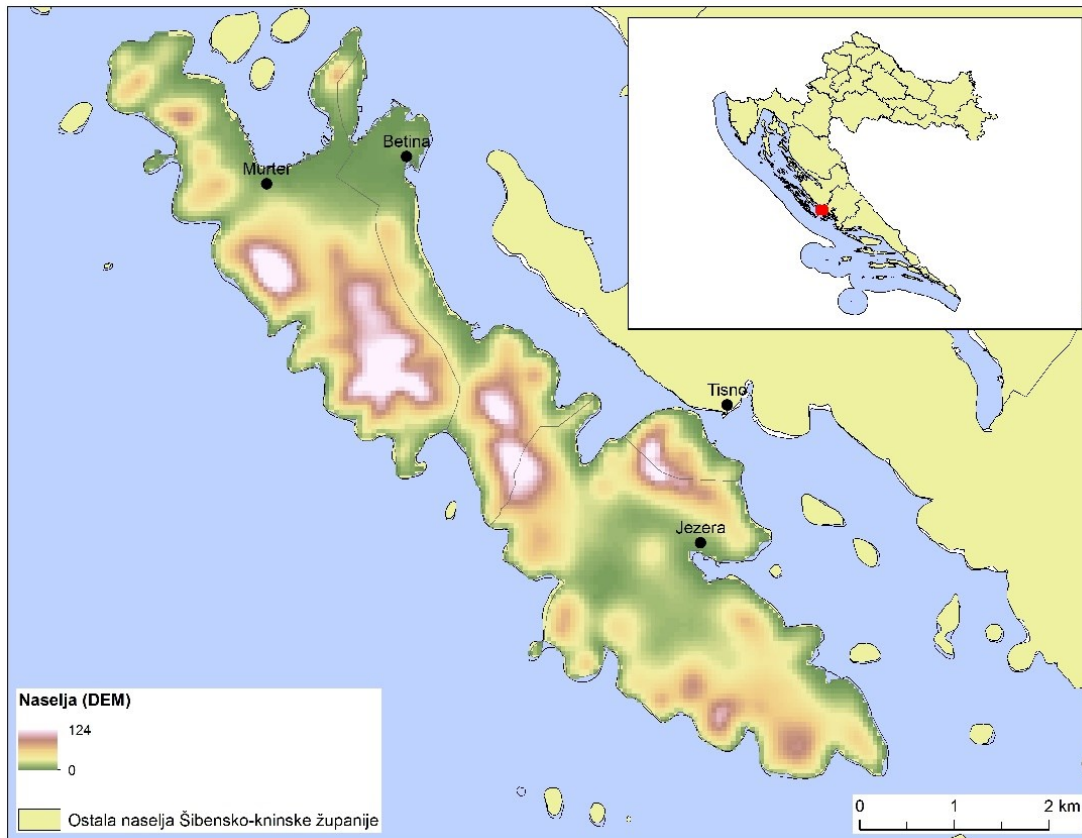 Murter
Betina
Tisno
Jezera
Naselja (DEM)
124
0
Ostala naselja Šibensko-kninske županije
0 1 2 km